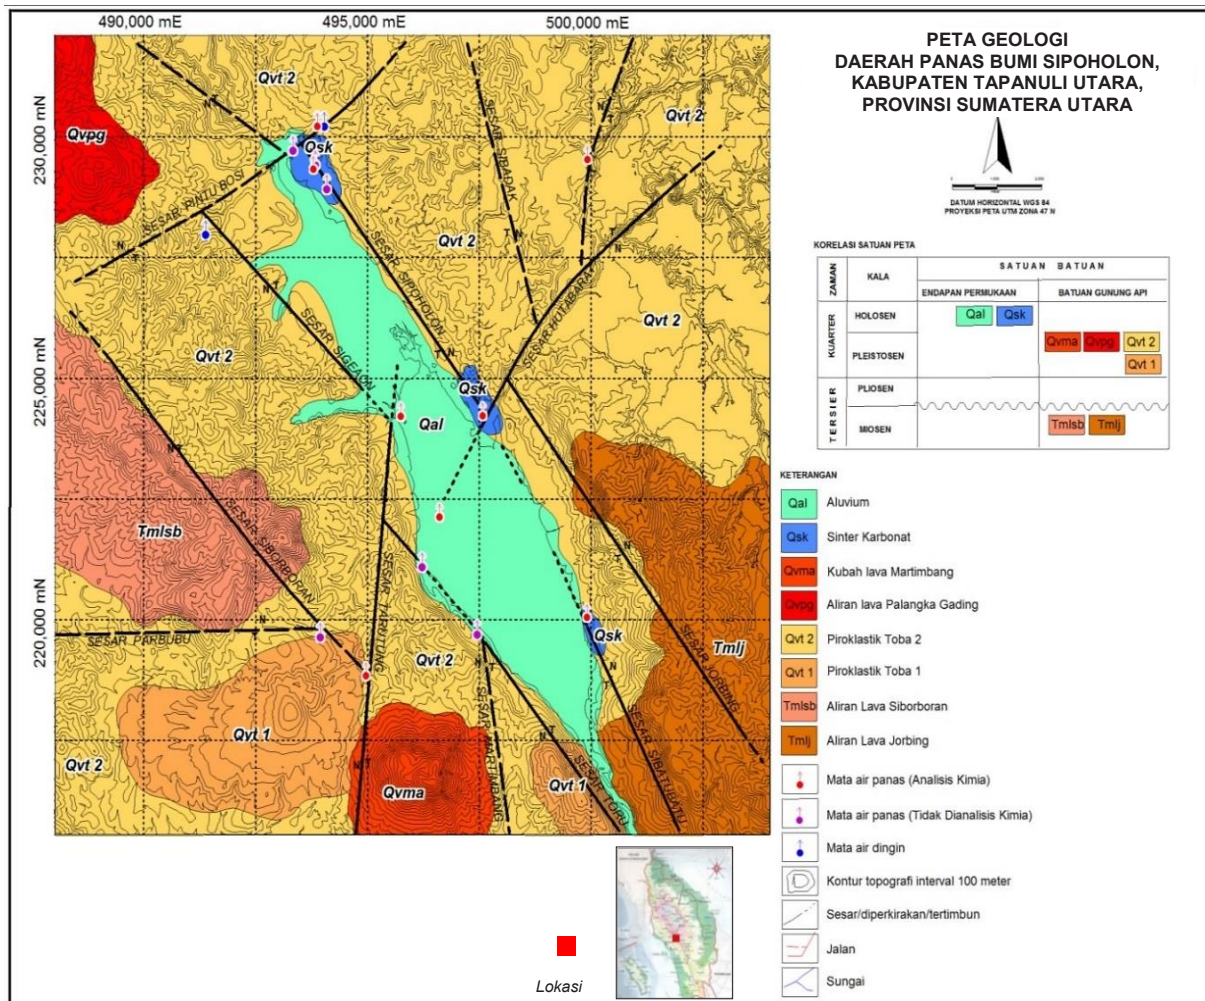 490,000 mE
495,000 mE
500,000 mE
230,000 mN
225,000 mN
220,000 mN
PETA GEOLOGI
DAERAH PANAS BUMI SIPOHOLON,
KABUPATEN TAPANULI UTARA,
PROVINSI SUMATERA UTARA
DATUM HORIZONTAL WGS 84
PROYEKSI PETA UTM ZONA 47 N
Qvt 2
Qvpg
Qsk
Qvt 2
Qvt 2
Qvt 2
Qvt 2
Qsk
Qal
Tmlsb
Qsk
Tmlj
Qvt 2
Qvt 1
Qvt 2
Qvma
Qvt 1
SESAR PINTU BOSI
SESAR SIBADAK
SESAR SIPOHOLON
SESAR HUTABARAT
SESAR SIGEAON
SESAR SIBORBORAN
SESAR PARBUBU
SESAR TARUTUNG
SESAR MARTIMBANG
SESAR TORU
SESAR SIBATUBATU
SESAR JORBING
KORELASI SATUAN PETA
ZAMAN
KALA
SATUAN BATUAN
ENDAPAN PERMUKAAN
BATUAN GUNUNG API
KUARTER
HOLOSEN
Qal
Qsk
PLEISTOSEN
Qvma
Qvpg
Qvt 2
Qvt 1
TERSIER
PLIOSEN
MIOSEN
Tmlsb
Tmlj
KETERANGAN
Qal Aluvium
Qsk Sinter Karbonat
Qvma Kubah lava Martimbang
Qvpg Aliran lava Palangka Gading
Qvt 2 Piroklastik Toba 2
Qvt 1 Piroklastik Toba 1
Tmlsb Aliran Lava Siborboran
Tmlj Aliran Lava Jorbing
Mata air panas (Analisis Kimia)
Mata air panas (Tidak Dianalisis Kimia)
Mata air dingin
Kontur topografi interval 100 meter
Sesar/diperkirakan/tertimbun
Jalan
Sungai
Lokasi